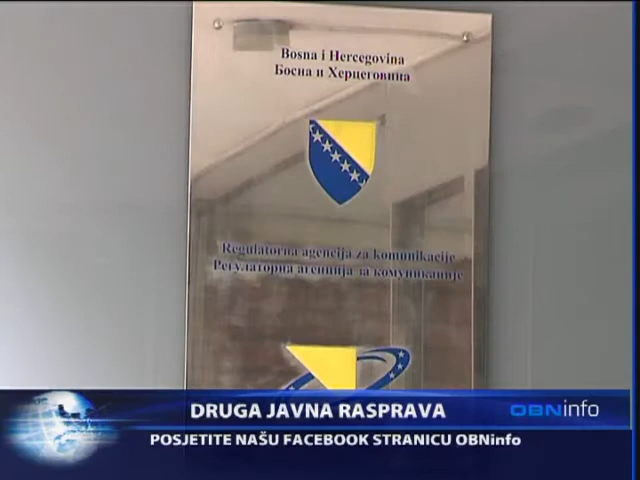 Bosna i Hercegovina
Босна и Херцеговина
Regulatorna agencija za komunikacije
Регулаторна агенција за комуникације
DRUGA JAVNA RASPRAVA
OBNinfo
POSJETITE NAŠU FACEBOOK STRANICU OBNinfo